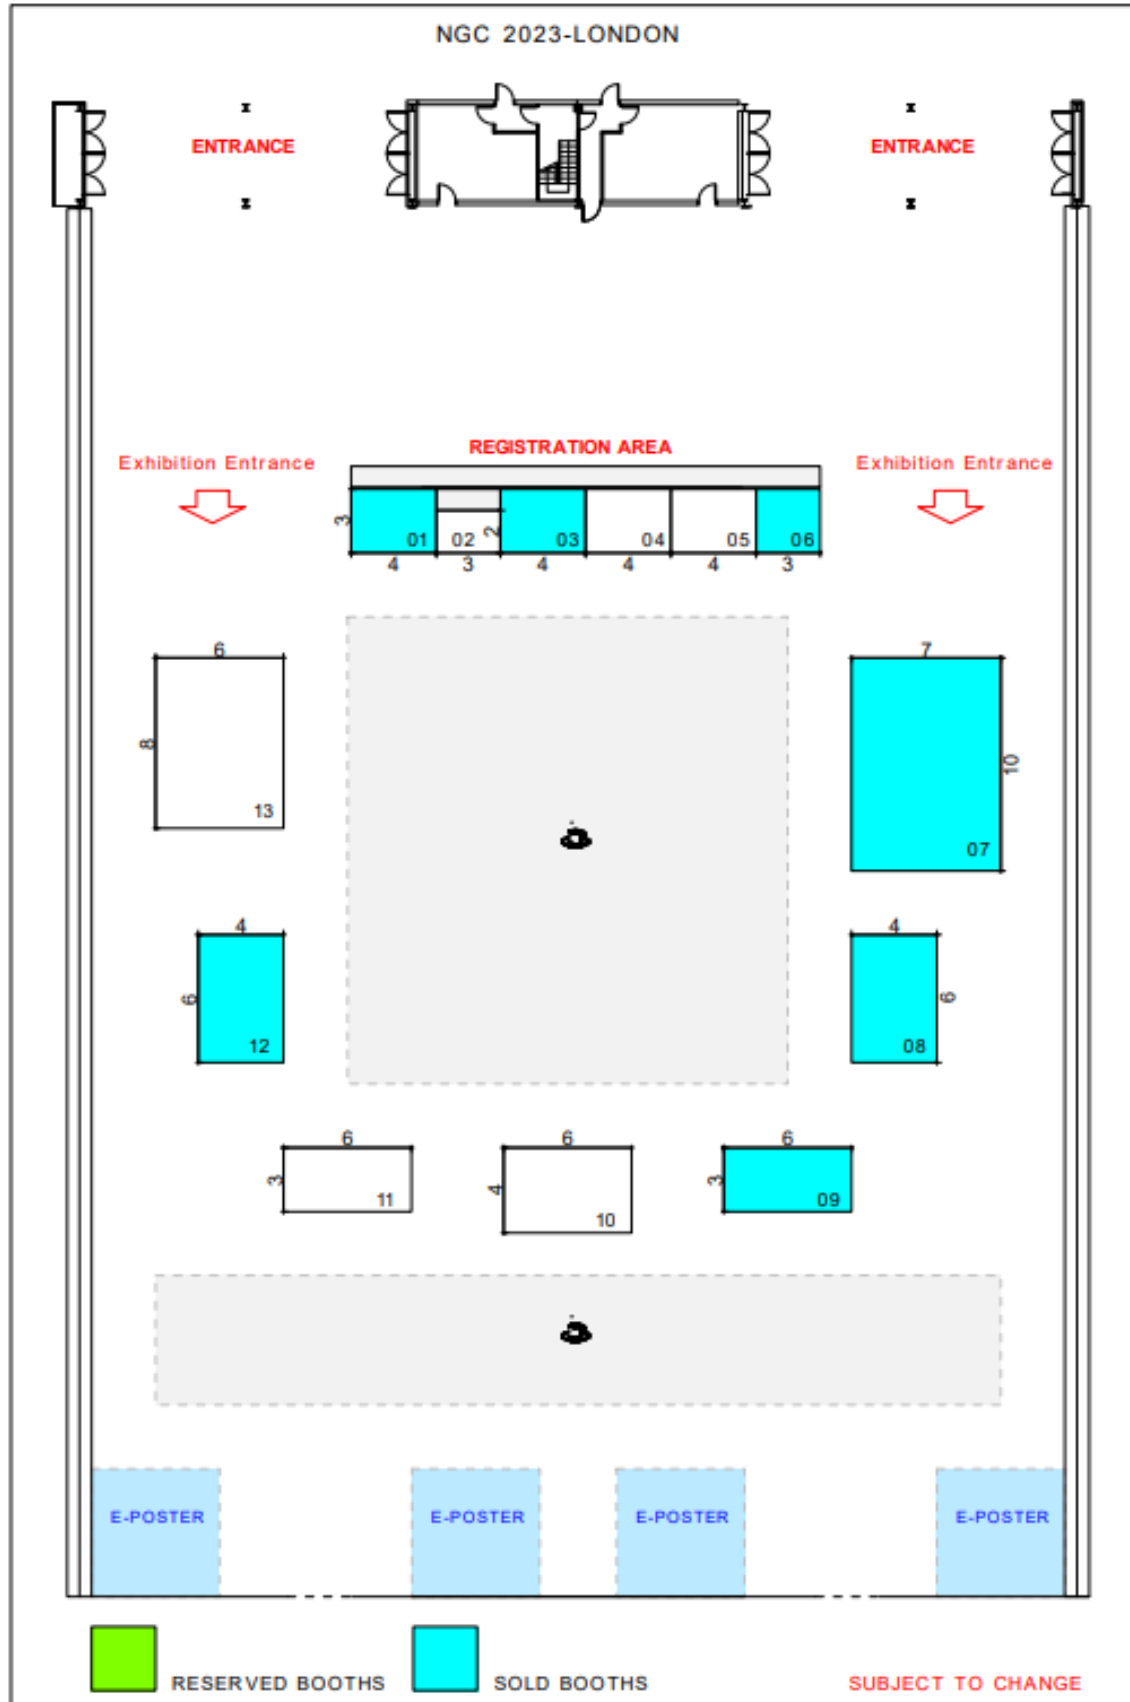 NGC 2023-LONDON
ENTRANCE
ENTRANCE
REGISTRATION AREA
Exhibition Entrance
Exhibition Entrance
3
01
02
2
03
04
05
06
4
3
4
4
4
3
6
8
13
7
10
07
4
6
12
4
6
08
6
3
11
6
4
10
6
3
09
E-POSTER
E-POSTER
E-POSTER
E-POSTER
RESERVED BOOTHS
SOLD BOOTHS
SUBJECT TO CHANGE